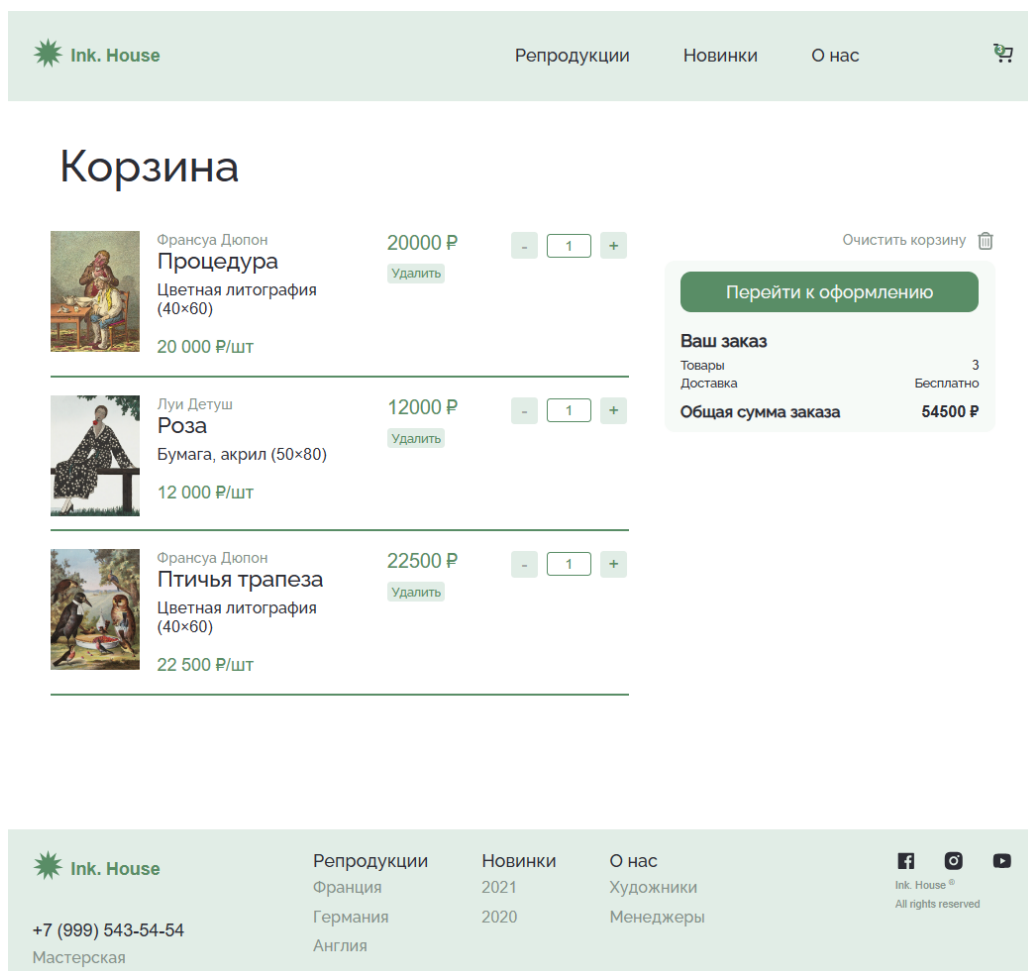 Ink. House
Репродукции
Новинки
О нас
3
Корзина
Франсуа Дюпон
Процедура
Цветная литография
(40×60)
20 000 ₽/шт
20000 ₽
Удалить
- 1 +
Луи Детуш
Роза
Бумага, акрил (50×80)
12 000 ₽/шт
12000 ₽
Удалить
- 1 +
Франсуа Дюпон
Птичья трапеза
Цветная литография
(40×60)
22 500 ₽/шт
22500 ₽
Удалить
- 1 +
Очистить корзину
Перейти к оформлению
Ваш заказ
Товары 3
Доставка Бесплатно
Общая сумма заказа 54500 ₽
Ink. House
+7 (999) 543-54-54
Мастерская
Репродукции
Франция
Германия
Англия
Новинки
2021
2020
О нас
Художники
Менеджеры
Ink. House ®
All rights reserved